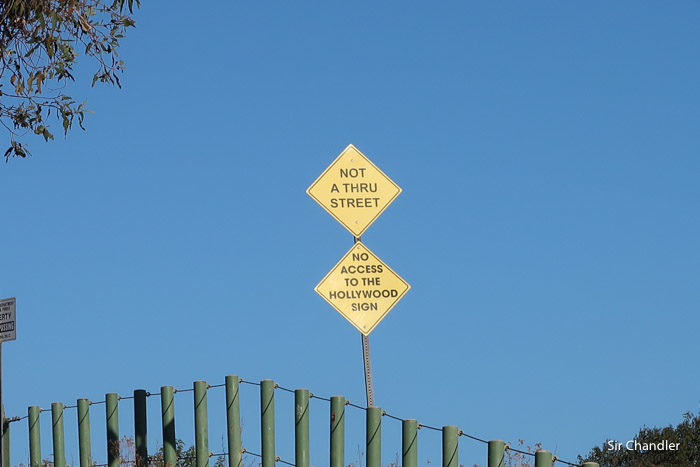 NOT
A THRU
STREET
NO
ACCESS
TO THE
HOLLYWOOD
SIGN
Sir Chandler